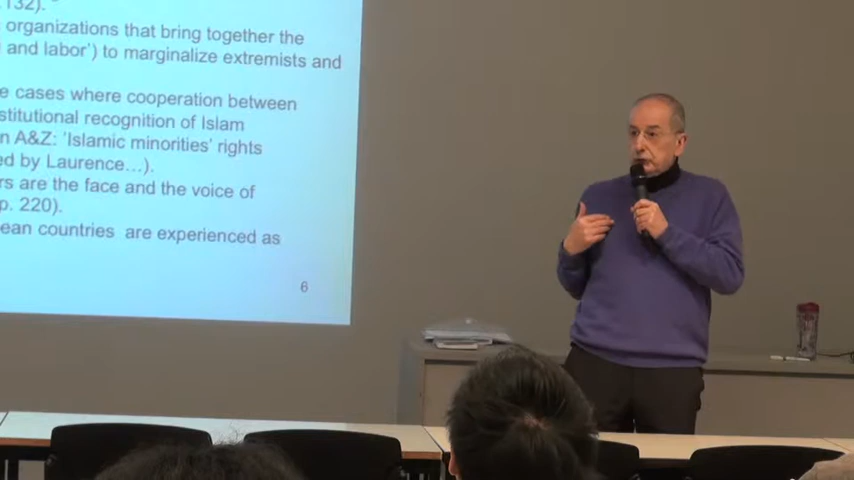 132).
organizations that bring together the
and labor') to marginalize extremists and
cases where cooperation between
stitutional recognition of Islam
n A&Z: 'Islamic minorities' rights
ed by Laurence…).
rs are the face and the voice of
p. 220).
ean countries are experienced as
6